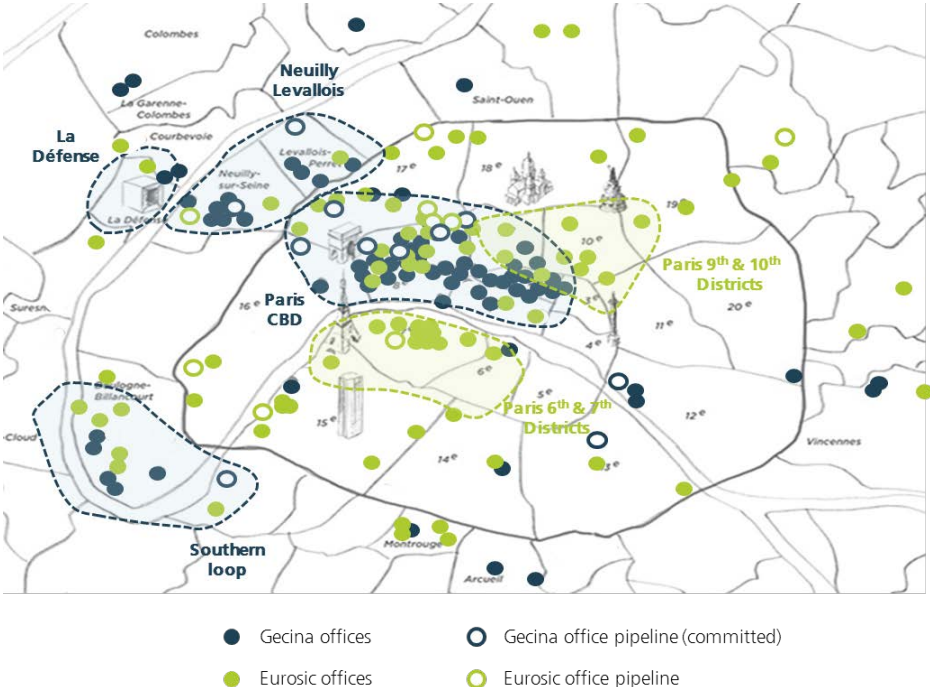 Colombes
Neuilly
Levallois
La Garenne-
Colombes
Saint-Ouen
La
Défense
Courbevoie
Levallois-
Perret
17e
18e
Neuilly-
sur-Seine
19e
La Défense
10e
Paris 9th & 10th
Districts
8e
Suresn
16e
Paris
CBD
3e
20e
11e
4e
6e
Boulogne-
Billancourt
5e
Paris 6th & 7th
Districts
12e
15e
-Cloud
Vincennes
14e
3e
Southern
loop
Montrouge
Arcueil
Gecina offices
Gecina office pipeline (committed)
Eurosic offices
Eurosic office pipeline